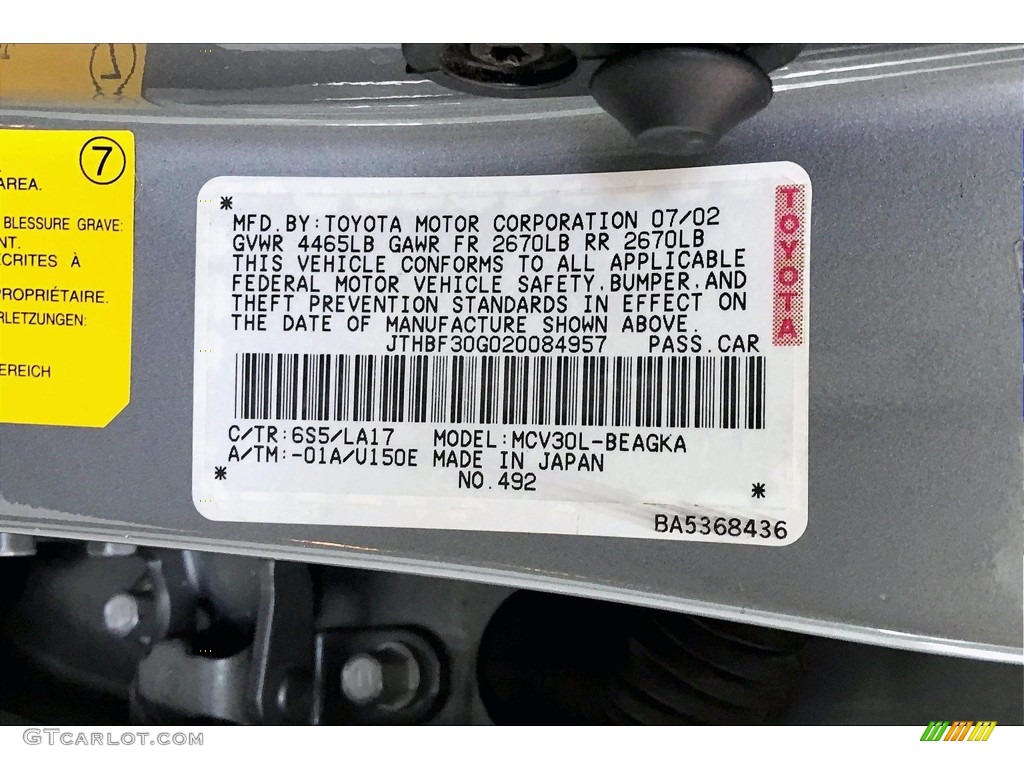 7
AREA.
BLESSURE GRAVE:
NT.
ÉCRITES À
PROPRIÉTAIRE.
RLETZUNGEN:
EREICH
* 
MFD.BY:TOYOTA MOTOR CORPORATION 07/02
GVWR 4465LB GAWR FR 2670LB RR 2670LB
THIS VEHICLE CONFORMS TO ALL APPLICABLE
FEDERAL MOTOR VEHICLE SAFETY,BUMPER,AND
THEFT PREVENTION STANDARDS IN EFFECT ON
THE DATE OF MANUFACTURE SHOWN ABOVE.
JTHBF30G020084957 PASS.CAR
TOYOTA
C/TR:6S5/LA17 MODEL:MCV30L-BEAGKA
A/TM:-01A/U150E MADE IN JAPAN
* NO.492 *
BA5368436
GTcarlot.com